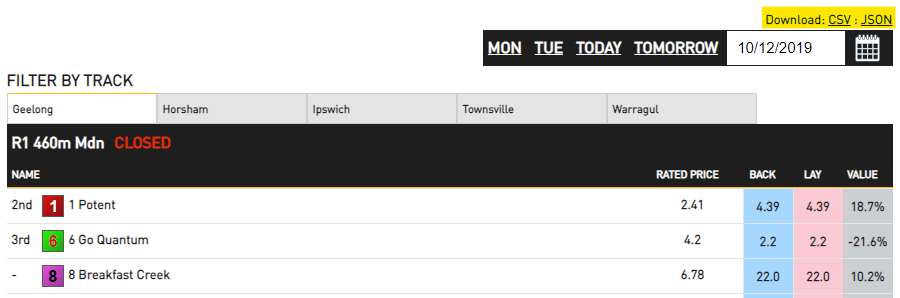 Download: CSV : JSON
MON TUE TODAY TOMORROW 10/12/2019
FILTER BY TRACK
Geelong Horsham Ipswich Townsville Warragul
R1 460m Mdn CLOSED
NAME RATED PRICE BACK LAY VALUE
2nd 1 1 Potent 2.41 4.39 4.39 18.7%
3rd 6 6 Go Quantum 4.2 2.2 2.2 -21.6%
- 8 8 Breakfast Creek 6.78 22.0 22.0 10.2%